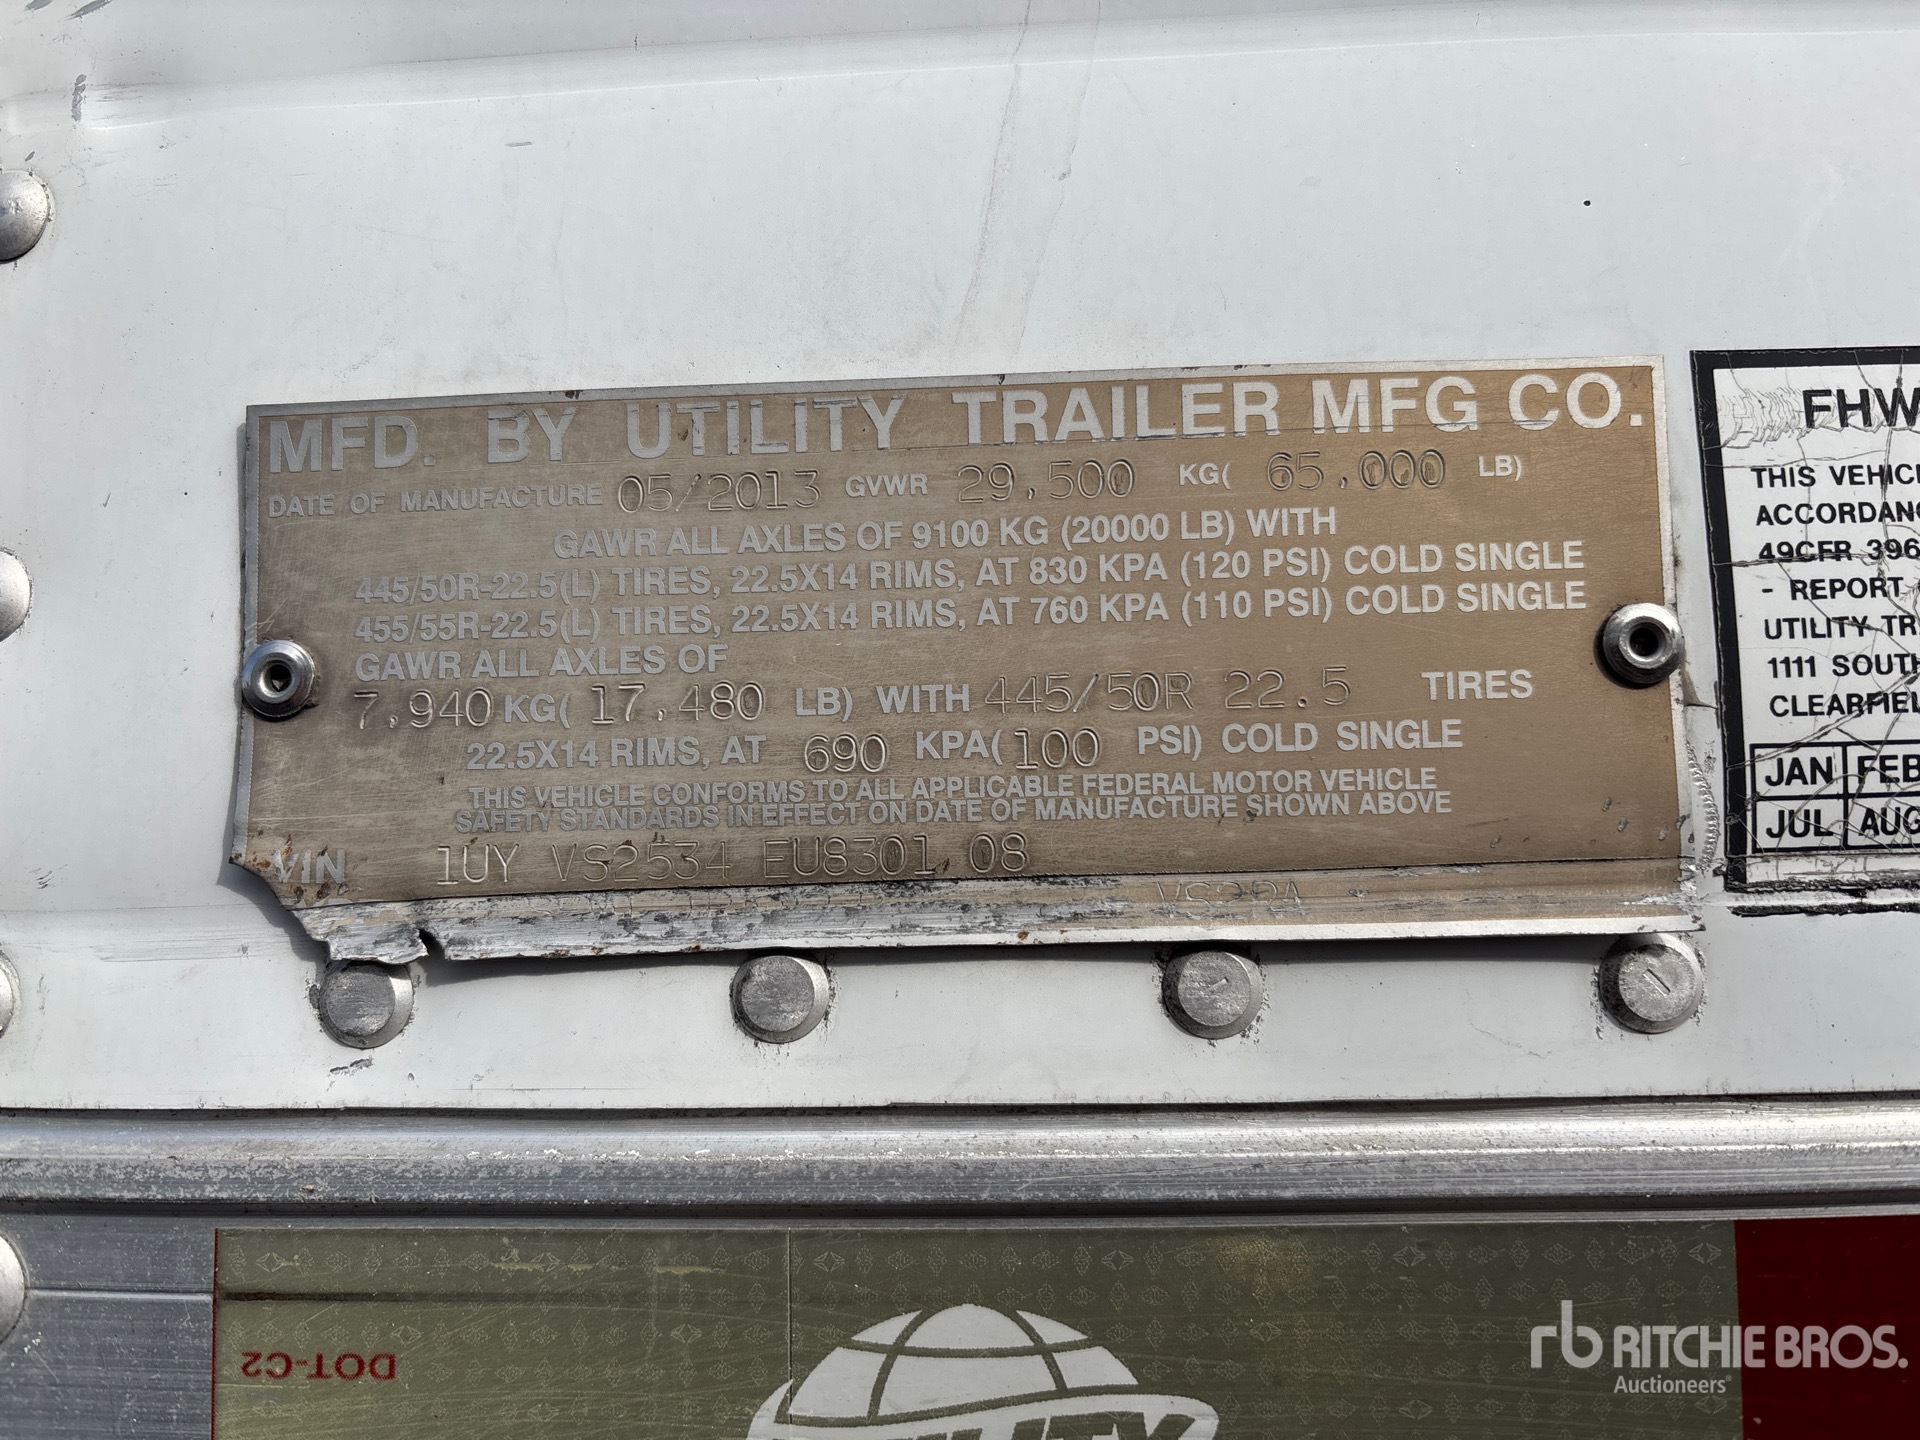 MFD. BY UTILITY TRAILER MFG CO.
DATE OF MANUFACTURE 05/2013 GVWR 29,500 KG( 65,000 LB)
GAWR ALL AXLES OF 9100 KG (20000 LB) WITH
445/50R-22.5(L) TIRES, 22.5X14 RIMS, AT 830 KPA (120 PSI) COLD SINGLE
455/55R-22.5(L) TIRES, 22.5X14 RIMS, AT 760 KPA (110 PSI) COLD SINGLE
GAWR ALL AXLES OF
7,940 KG( 17,480 LB) WITH 445/50R 22.5 TIRES
22.5X14 RIMS, AT 690 KPA( 100 PSI) COLD SINGLE
THIS VEHICLE CONFORMS TO ALL APPLICABLE FEDERAL MOTOR VEHICLE
SAFETY STANDARDS IN EFFECT ON DATE OF MANUFACTURE SHOWN ABOVE
VIN 1UY VS2534 EU8301 08
FHW
THIS VEHIC
ACCORDAN
49CFR 396
- REPORT
UTILITY TR
1111 SOUTH
CLEARFIEL
JAN FEB
JUL AUG
DOT-C2
UTILITY
rb RITCHIE BROS.
Auctioneers